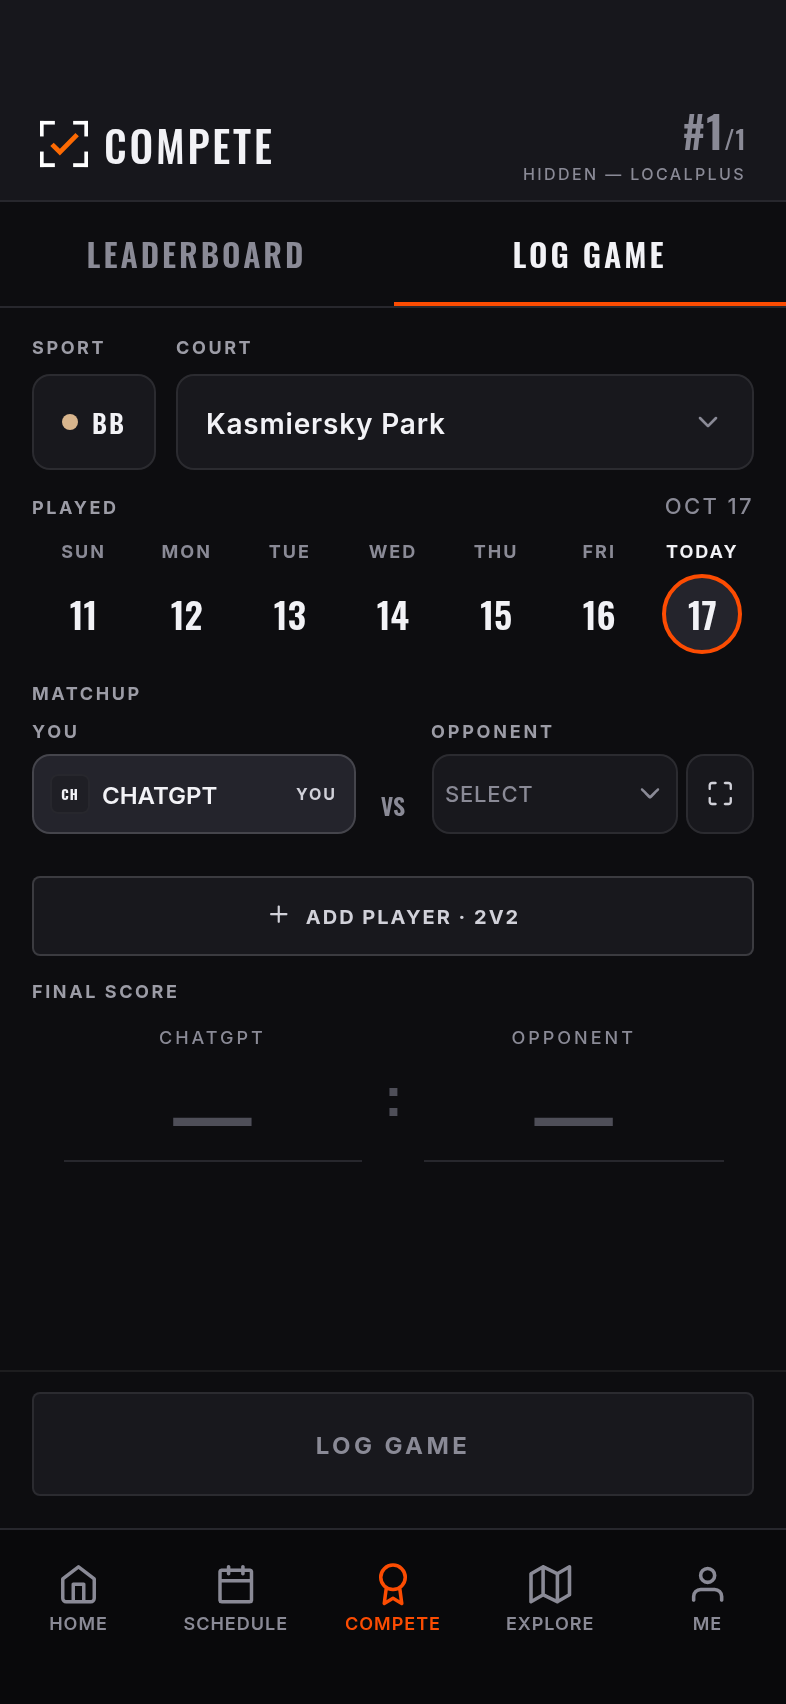 COMPETE
#1/1
HIDDEN — LOCALPLUS
LEADERBOARD LOG GAME
SPORT COURT
BB Kasmiersky Park
PLAYED OCT 17
SUN MON TUE WED THU FRI TODAY
11 12 13 14 15 16 17
MATCHUP
YOU OPPONENT
CH CHATGPT YOU VS SELECT
+ ADD PLAYER · 2V2
FINAL SCORE
CHATGPT OPPONENT
— : —
LOG GAME
HOME SCHEDULE COMPETE EXPLORE ME